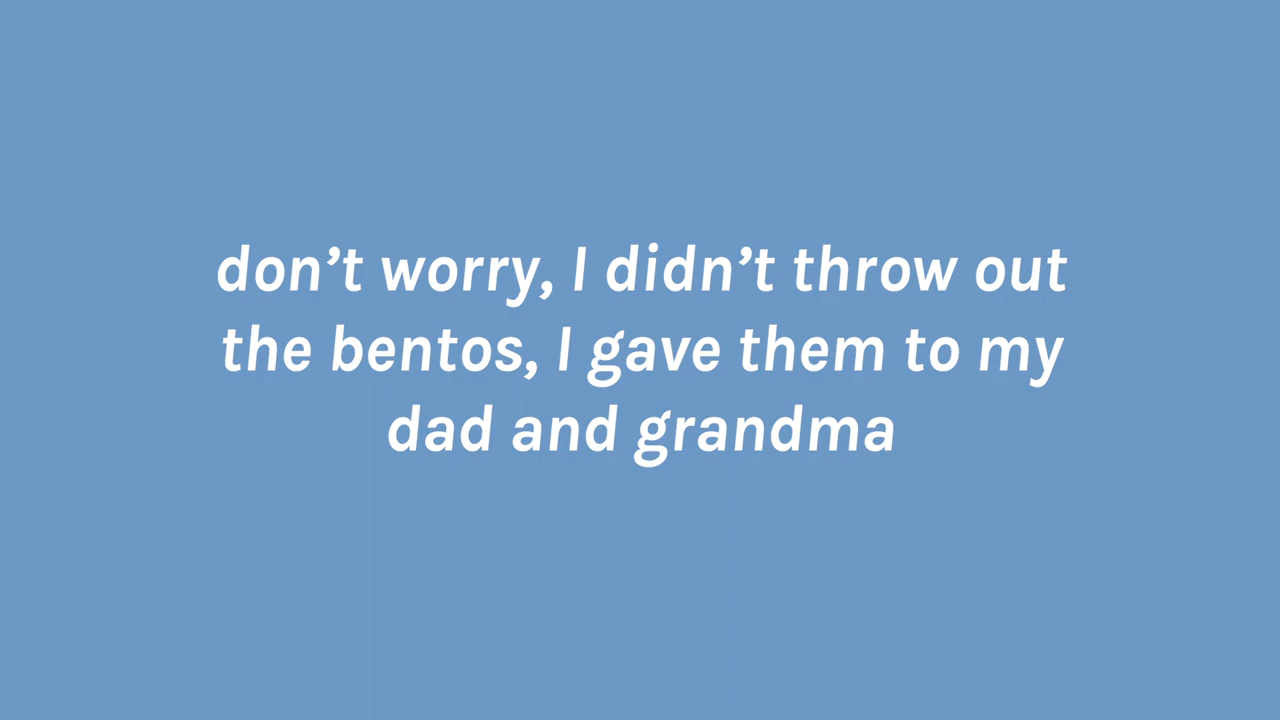 don’t worry, I didn’t throw out
the bentos, I gave them to my
dad and grandma